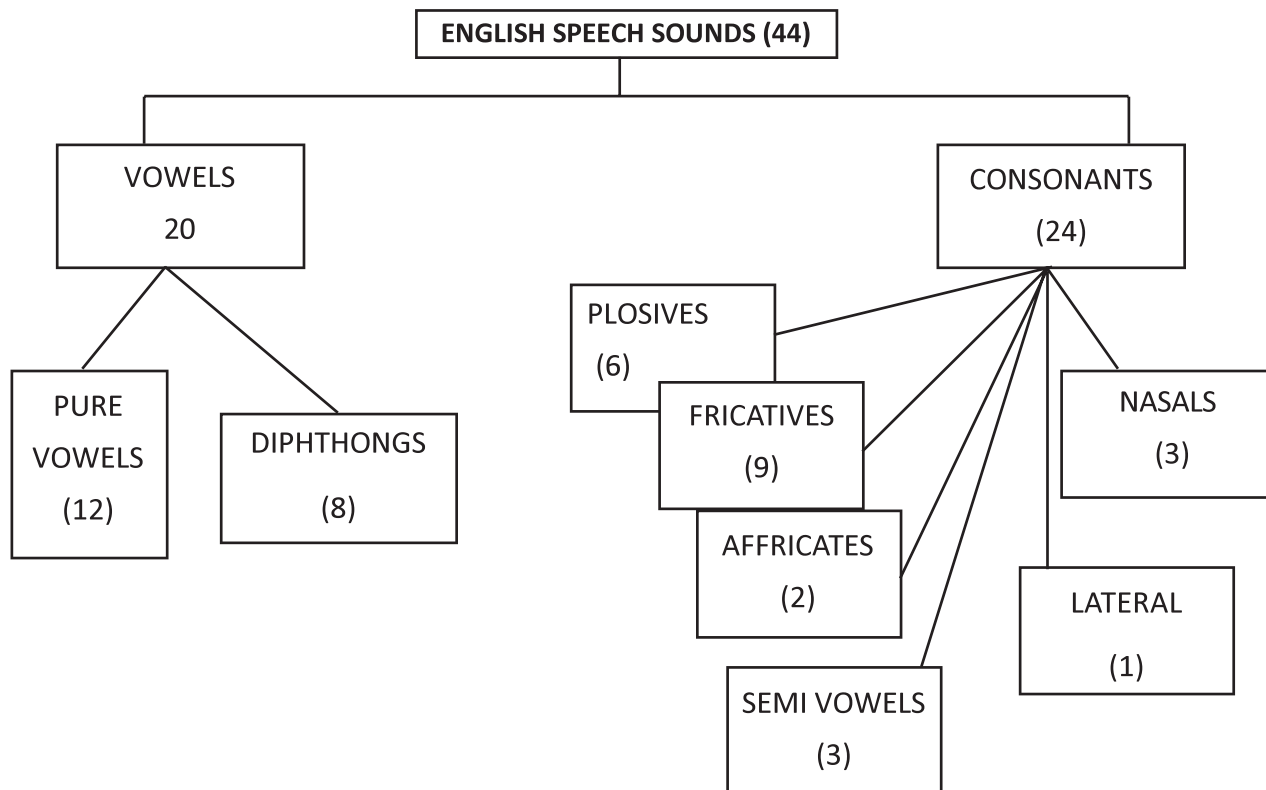 ENGLISH SPEECH SOUNDS (44)
VOWELS
20
CONSONANTS
(24)
PURE
VOWELS
(12)
DIPHTHONGS
(8)
PLOSIVES
(6)
FRICATIVES
(9)
AFFRICATES
(2)
SEMI VOWELS
(3)
LATERAL
(1)
NASALS
(3)